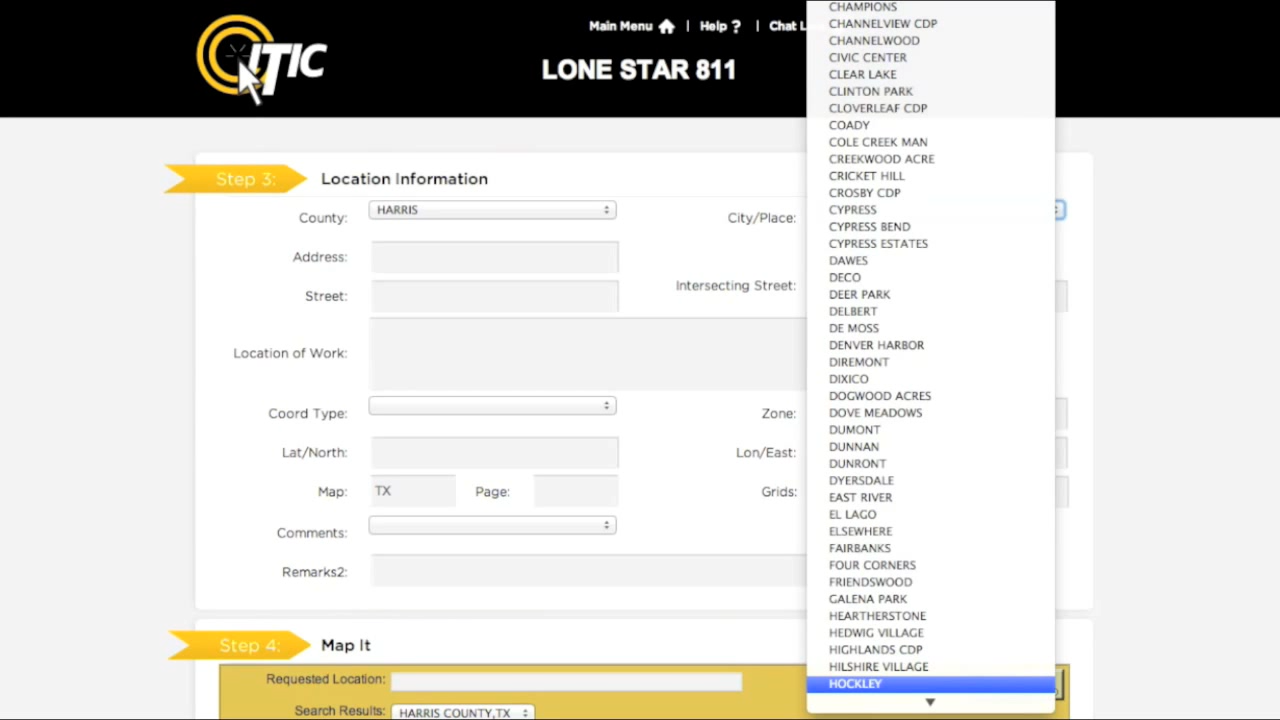 ITIC
Main Menu | Help ? | Chat L
LONE STAR 811
Step 3: Location Information
County: HARRIS
City/Place:
Address:
Street:
Intersecting Street:
Location of Work:
Coord Type:
Zone:
Lat/North:
Lon/East:
Map: TX
Page:
Grids:
Comments:
Remarks2:
Step 4: Map It
Requested Location:
Search Results: HARRIS COUNTY,TX
CHAMPIONS
CHANNELVIEW CDP
CHANNELWOOD
CIVIC CENTER
CLEAR LAKE
CLINTON PARK
CLOVERLEAF CDP
COADY
COLE CREEK MAN
CREEKWOOD ACRE
CRICKET HILL
CROSBY CDP
CYPRESS
CYPRESS BEND
CYPRESS ESTATES
DAWES
DECO
DEER PARK
DELBERT
DE MOSS
DENVER HARBOR
DIREMONT
DIXICO
DOGWOOD ACRES
DOVE MEADOWS
DUMONT
DUNNAN
DUNRONT
DYERSDALE
EAST RIVER
EL LAGO
ELSEWHERE
FAIRBANKS
FOUR CORNERS
FRIENDSWOOD
GALENA PARK
HEARTHERSTONE
HEDWIG VILLAGE
HIGHLANDS CDP
HILSHIRE VILLAGE
HOCKLEY